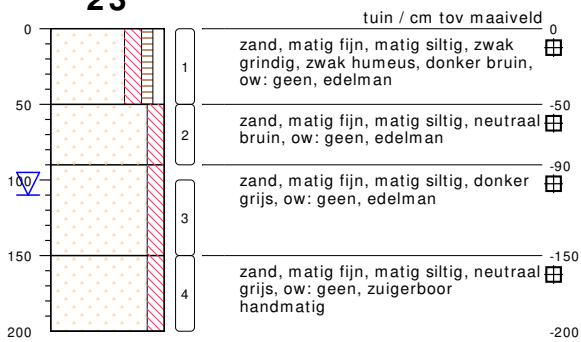 23
tuin / cm tov maaiveld
0
0
zand, matig fijn, matig siltig, zwak
1
grindig, zwak humeus, donker bruin,
ow: geen, edelman
50
-50
zand, matig fijn, matig siltig, neutraal
2
bruin, ow: geen, edelman
-90
100
zand, matig fijn, matig siltig, donker
grijs, ow: geen, edelman
3
150
-150
zand, matig fijn, matig siltig, neutraal
4
grijs, ow: geen, zuigerboor
handmatig
200
-200